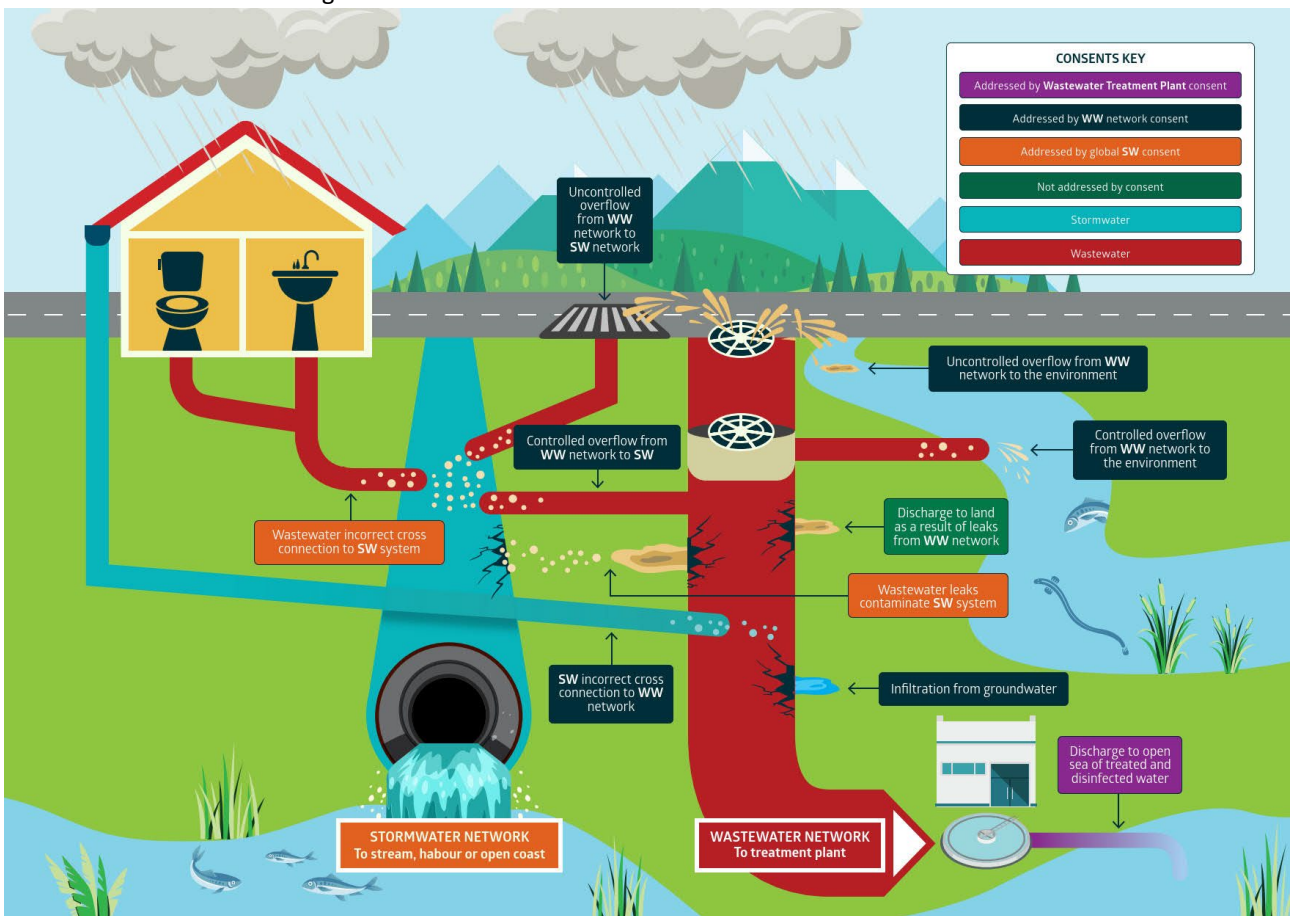 CONSENTS KEY
Addressed by Wastewater Treatment Plant consent
Addressed by WW network consent
Addressed by global SW consent
Not addressed by consent
Stormwater
Wastewater
Uncontrolled
overflow
from WW
network to
SW network
Uncontrolled overflow from WW
network to the environment
Controlled overflow from
WW network to SW
Controlled overflow
from WW network to
the environment
Wastewater incorrect cross
connection to SW system
Discharge to land
as a result of leaks
from WW network
Wastewater leaks
contaminate SW system
SW incorrect cross
connection to WW
network
Infiltration from groundwater
Discharge to open
sea of treated and
disinfected water
STORMWATER NETWORK
To stream, habour or open coast
WASTEWATER NETWORK
To treatment plant